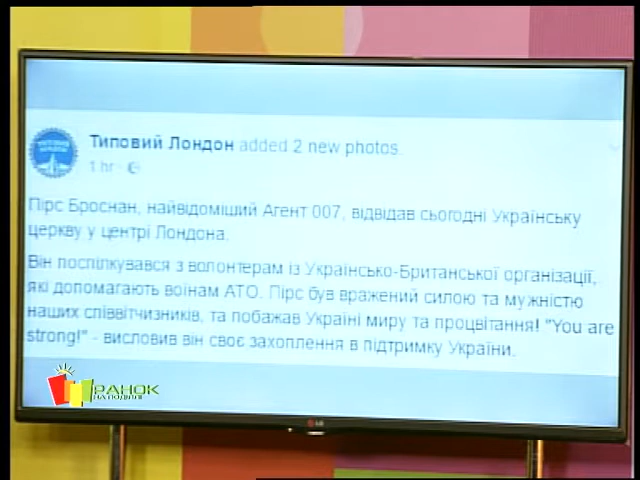 Типовий Лондон added 2 new photos.
1 hr
Пірс Броснан, найвідоміший Агент 007, відвідав сьогодні Українську
церкву у центрі Лондона.
Він поспілкувався з волонтерам із Українсько-Британської організації,
які допомагають воїнам АТО. Пірс був вражений силою та мужністю
наших співвітчизників, та побажав Україні миру та процвітання! "You are
strong!" - висловив він своє захоплення в підтримку України.
РАНОК
НА ПОДІЛЛІ
LG